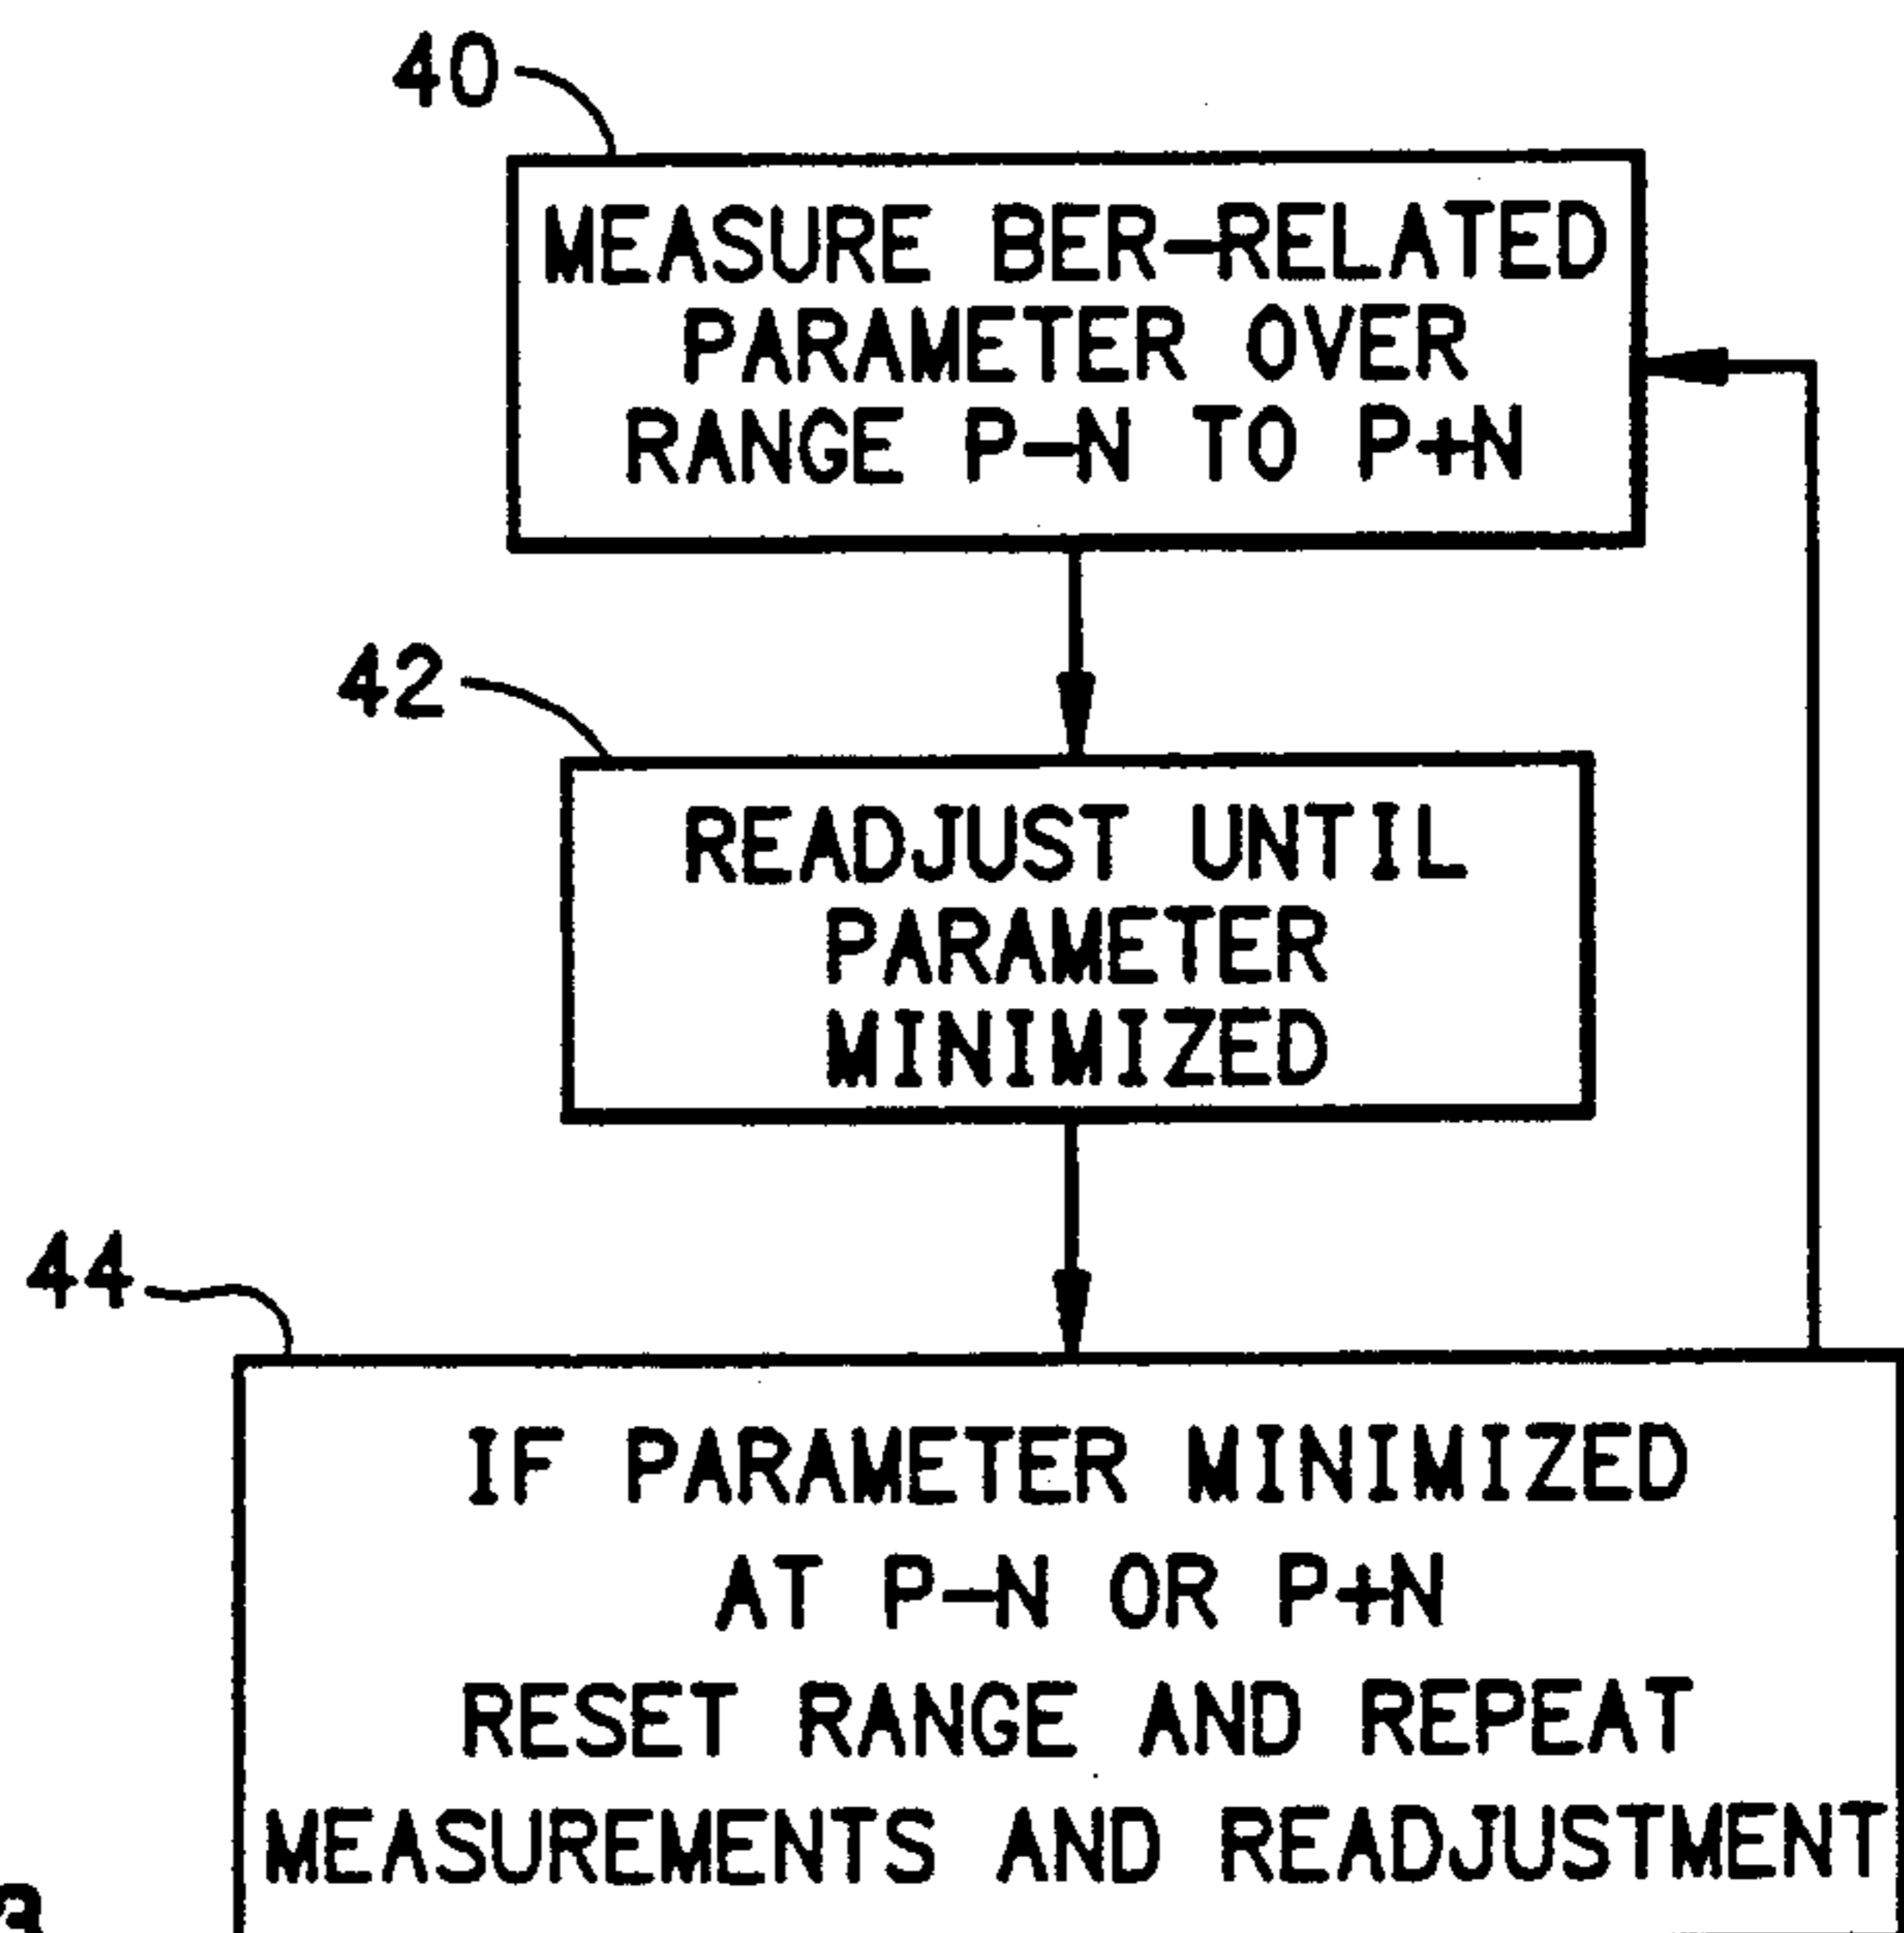 40
MEASURE BER-RELATED
PARAMETER OVER
RANGE P-N TO P+N
42
READJUST UNTIL
PARAMETER
MINIMIZED
44
IF PARAMETER MINIMIZED
AT P-N OR P+N
RESET RANGE AND REPEAT
MEASUREMENTS AND READJUSTMENT